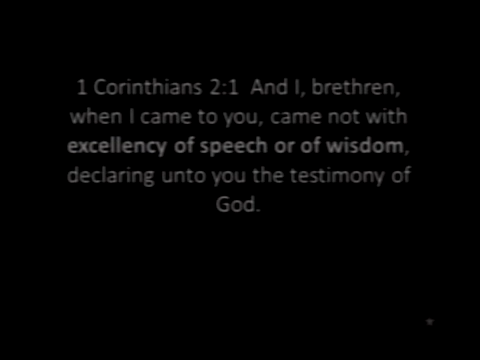 1 Corinthians 2:1 And I, brethren,
when I came to you, came not with
excellency of speech or of wisdom,
declaring unto you the testimony of
God.